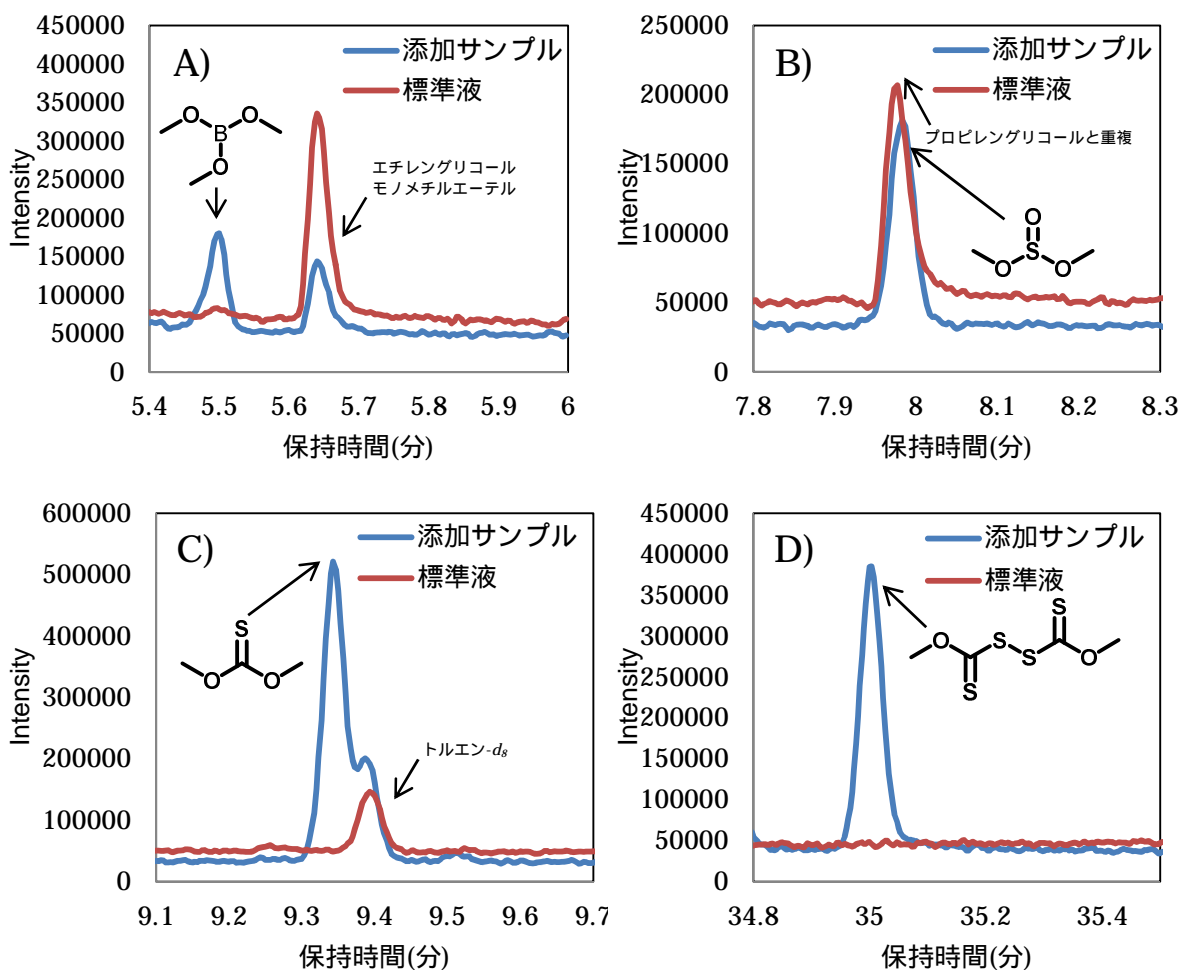 A)
添加サンプル
標準液
450000
400000
350000
300000
250000
200000
150000
100000
50000
0
Intensity
O
B
O
O
エチレングリコール
モノメチルエーテル
5.4 5.5 5.6 5.7 5.8 5.9 6
保持時間(分)
B)
添加サンプル
標準液
250000
200000
150000
100000
50000
0
Intensity
プロピレングリコールと重複
O
S
O
O
7.8 7.9 8 8.1 8.2 8.3
保持時間(分)
C)
添加サンプル
標準液
600000
500000
400000
300000
200000
100000
0
Intensity
S
O
O
トルエン-d8
9.1 9.2 9.3 9.4 9.5 9.6 9.7
保持時間(分)
D)
添加サンプル
標準液
450000
400000
350000
300000
250000
200000
150000
100000
50000
0
Intensity
S
O
S
S
O
S
34.8 35 35.2 35.4
保持時間(分)